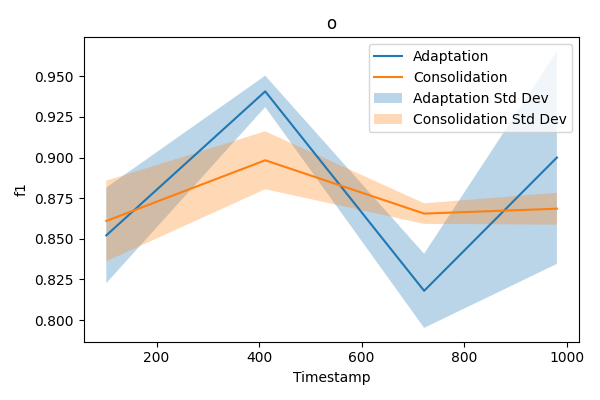 o
Adaptation
Consolidation
Adaptation Std Dev
Consolidation Std Dev
f1
0.950
0.925
0.900
0.875
0.850
0.825
0.800
200
400
600
800
1000
Timestamp